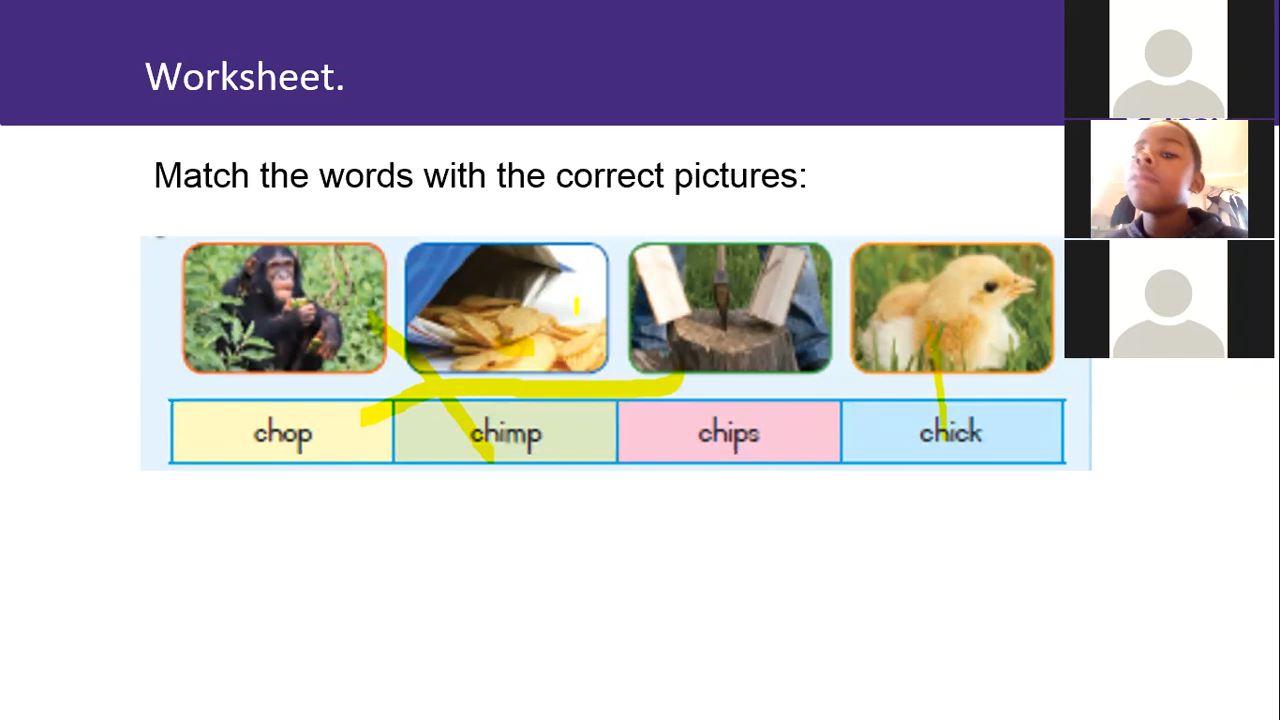 Worksheet.
Match the words with the correct pictures:
chop chimp chips chick